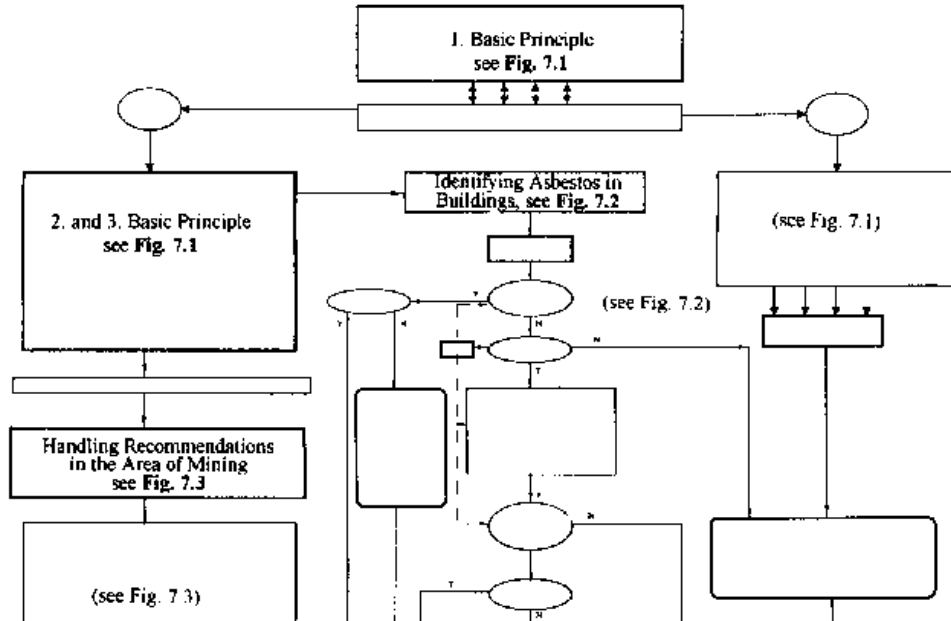 1. Basic Principle
see Fig. 7.1
Identifying Asbestos in
Buildings, see Fig. 7.2
2. and 3. Basic Principle
see Fig. 7.1
(see Fig. 7.1)
(see Fig. 7.2)
Y
N
Y
N
N
Y
Handling Recommendations
in the Area of Mining
see Fig. 7.3
N
Y
N
(see Fig. 7.3)